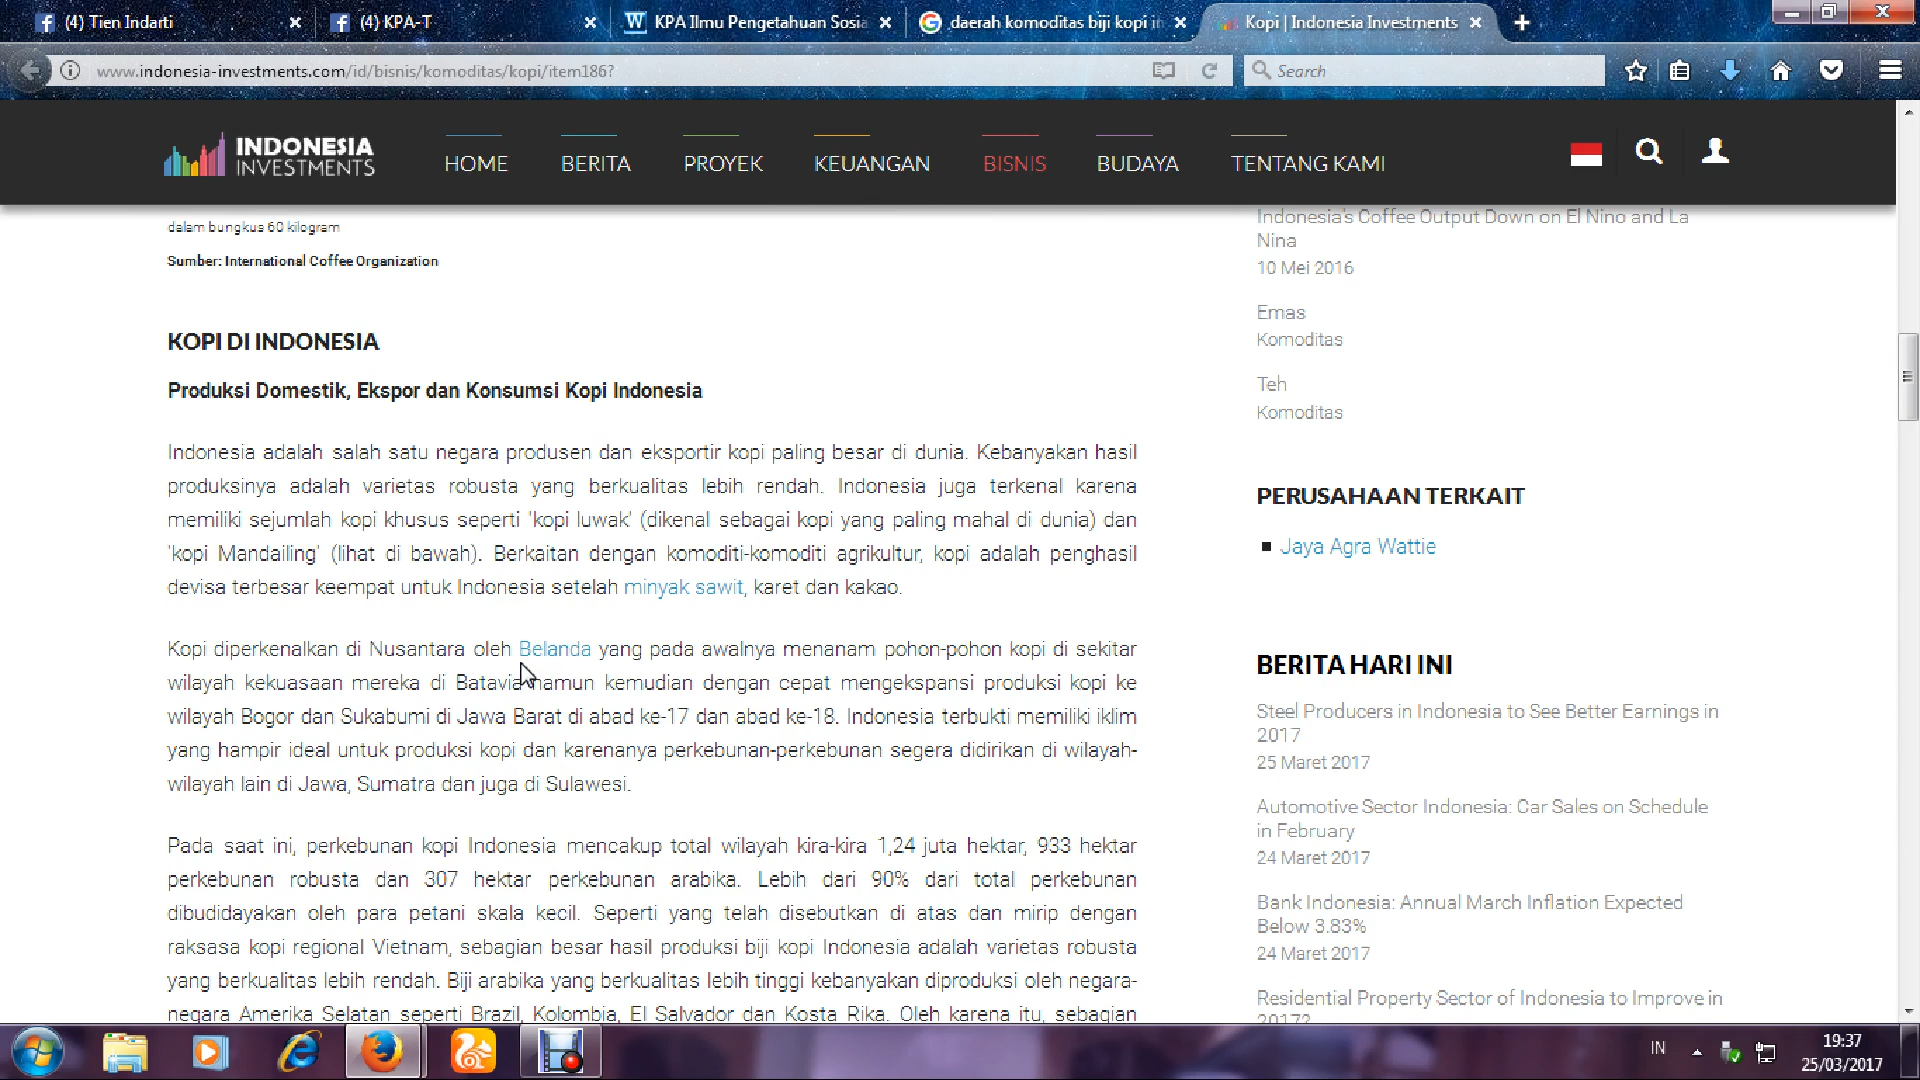 (4) Tien Indarti
(4) KPA-T
KPA Ilmu Pengetahuan Sosia
daerah komoditas biji kopi in
Kopi | Indonesia Investments
www.indonesia-investments.com/id/bisnis/komoditas/kopi/item186?
Search
INDONESIA
INVESTMENTS
HOME
BERITA
PROYEK
KEUANGAN
BISNIS
BUDAYA
TENTANG KAMI
dalam bungkus 60 kilogram
Sumber: International Coffee Organization
KOPI DI INDONESIA
Produksi Domestik, Ekspor dan Konsumsi Kopi Indonesia
Indonesia adalah salah satu negara produsen dan eksportir kopi paling besar di dunia. Kebanyakan hasil
produksinya adalah varietas robusta yang berkualitas lebih rendah. Indonesia juga terkenal karena
memiliki sejumlah kopi khusus seperti 'kopi luwak' (dikenal sebagai kopi yang paling mahal di dunia) dan
'kopi Mandailing' (lihat di bawah). Berkaitan dengan komoditi-komoditi agrikultur, kopi adalah penghasil
devisa terbesar keempat untuk Indonesia setelah minyak sawit, karet dan kakao.
Kopi diperkenalkan di Nusantara oleh Belanda yang pada awalnya menanam pohon-pohon kopi di sekitar
wilayah kekuasaan mereka di Batavia namun kemudian dengan cepat mengekspansi produksi kopi ke
wilayah Bogor dan Sukabumi di Jawa Barat di abad ke-17 dan abad ke-18. Indonesia terbukti memiliki iklim
yang hampir ideal untuk produksi kopi dan karenanya perkebunan-perkebunan segera didirikan di wilayah-
wilayah lain di Jawa, Sumatra dan juga di Sulawesi.
Pada saat ini, perkebunan kopi Indonesia mencakup total wilayah kira-kira 1,24 juta hektar, 933 hektar
perkebunan robusta dan 307 hektar perkebunan arabika. Lebih dari 90% dari total perkebunan
dibudidayakan oleh para petani skala kecil. Seperti yang telah disebutkan di atas dan mirip dengan
raksasa kopi regional Vietnam, sebagian besar hasil produksi biji kopi Indonesia adalah varietas robusta
yang berkualitas lebih rendah. Biji arabika yang berkualitas lebih tinggi kebanyakan diproduksi oleh negara-
negara Amerika Selatan seperti Brazil, Kolombia, El Salvador dan Kosta Rika. Oleh karena itu, sebagian
Indonesia's Coffee Output Down on El Nino and La
Nina
10 Mei 2016
Emas
Komoditas
Teh
Komoditas
PERUSAHAAN TERKAIT
Jaya Agra Wattie
BERITA HARI INI
Steel Producers in Indonesia to See Better Earnings in
2017
25 Maret 2017
Automotive Sector Indonesia: Car Sales on Schedule
in February
24 Maret 2017
Bank Indonesia: Annual March Inflation Expected
Below 3.83%
24 Maret 2017
Residential Property Sector of Indonesia to Improve in
2017?
IN
19:37
25/03/2017